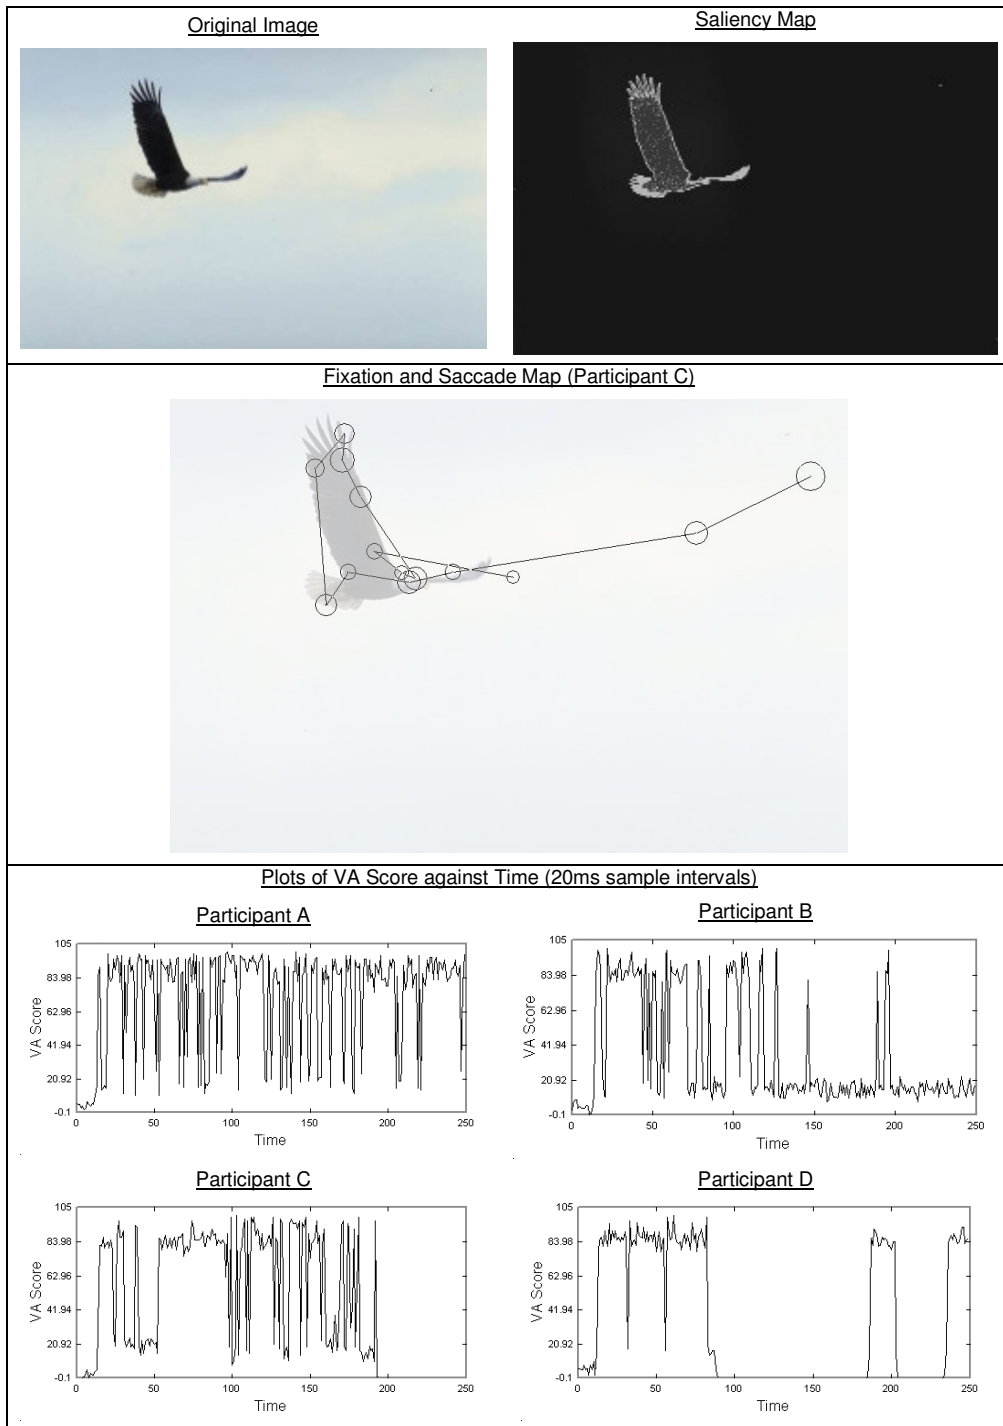 Original Image
Saliency Map
Fixation and Saccade Map (Participant C)
Plots of VA Score against Time (20ms sample intervals)
Participant A
105
83.98
62.96
41.94
20.92
-0.1
VA Score
0 50 100 150 200 250
Time
Participant B
105
83.98
62.96
41.94
20.92
-0.1
VA Score
0 50 100 150 200 250
Time
Participant C
105
83.98
62.96
41.94
20.92
-0.1
VA Score
0 50 100 150 200 250
Time
Participant D
105
83.98
62.96
41.94
20.92
-0.1
VA Score
0 50 100 150 200 250
Time